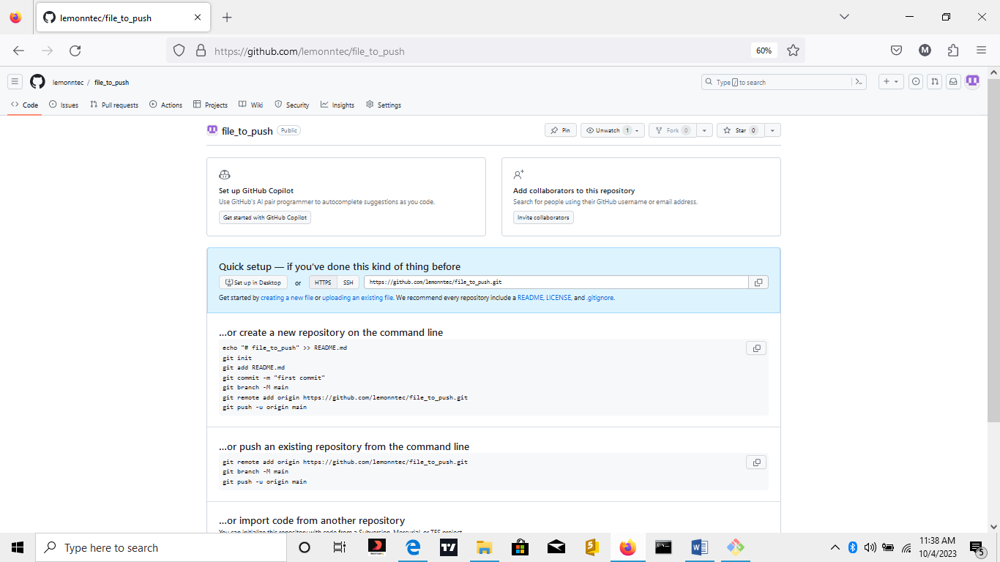 lemonntec/file_to_push
https://github.com/lemonntec/file_to_push
60%
M
lemonntec / file_to_push
Type / to search
Code Issues Pull requests Actions Projects Wiki Security Insights Settings
file_to_push Public
Pin Unwatch 1 Fork 0 Star 0
Set up GitHub Copilot
Use GitHub's AI pair programmer to autocomplete suggestions as you code.
Get started with GitHub Copilot
Add collaborators to this repository
Search for people using their GitHub username or email address.
Invite collaborators
Quick setup — if you've done this kind of thing before
Set up in Desktop or HTTPS SSH https://github.com/lemonntec/file_to_push.git
Get started by creating a new file or uploading an existing file. We recommend every repository include a README, LICENSE, and .gitignore.
...or create a new repository on the command line
echo "# file_to_push" >> README.md
git init
git add README.md
git commit -m "first commit"
git branch -M main
git remote add origin https://github.com/lemonntec/file_to_push.git
git push -u origin main
...or push an existing repository from the command line
git remote add origin https://github.com/lemonntec/file_to_push.git
git branch -M main
git push -u origin main
...or import code from another repository
You can initialize this repository with code from a Subversion, Mercurial, or TFS project.
Type here to search
11:38 AM
10/4/2023
5